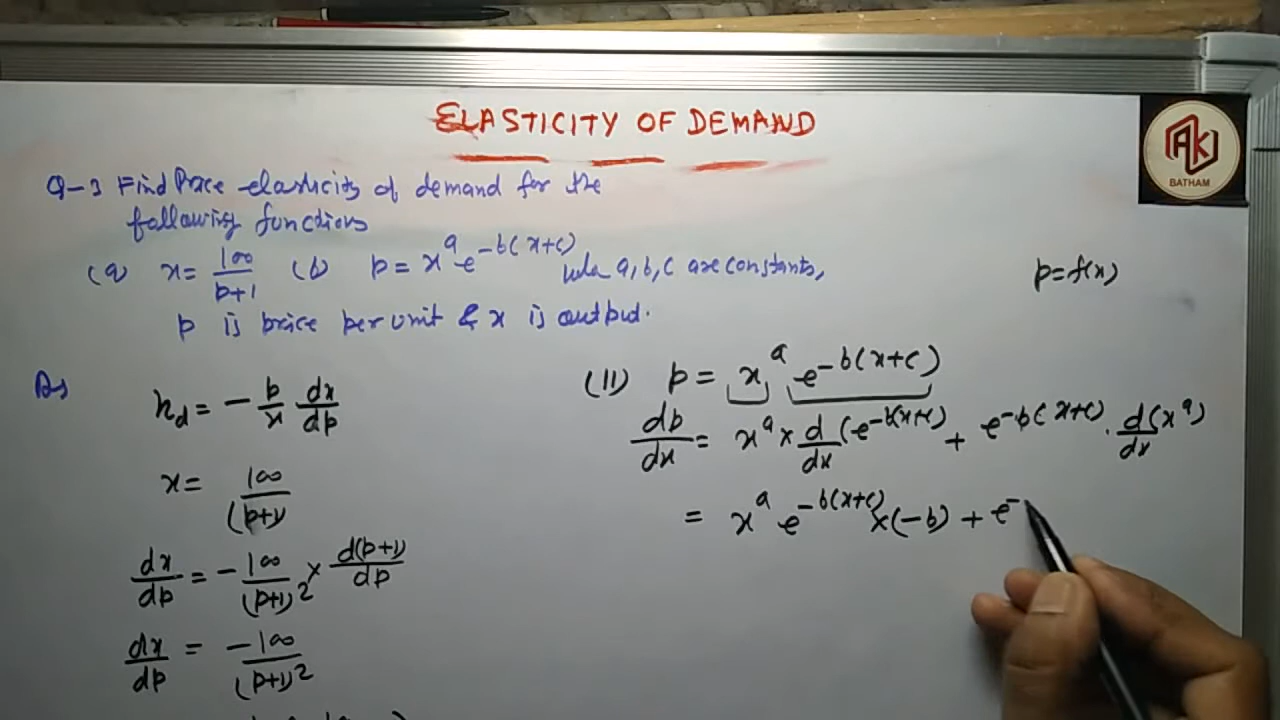 ELASTICITY OF DEMAND
AK
BATHAM
Q-3 Find Price elasticity of demand for the
following functions
(a) x = 100/(p+1) (b) p = x^a e^{-b(x+c)} where a, b, c are constants,
p is price per unit & x is output.
p = f(x)
As
η_d = - p/x dx/dp
x = 100/(p+1)
dx/dp = - 100/(p+1)^2 × d(p+1)/dp
dx/dp = -100/(p+1)^2
(II) p = x^a e^{-b(x+c)}
dp/dx = x^a × d/dx (e^{-b(x+c)} + e^{-b(x+c)} . d(x^a)/dx
= x^a e^{-b(x+c)} × (-b) + e^-